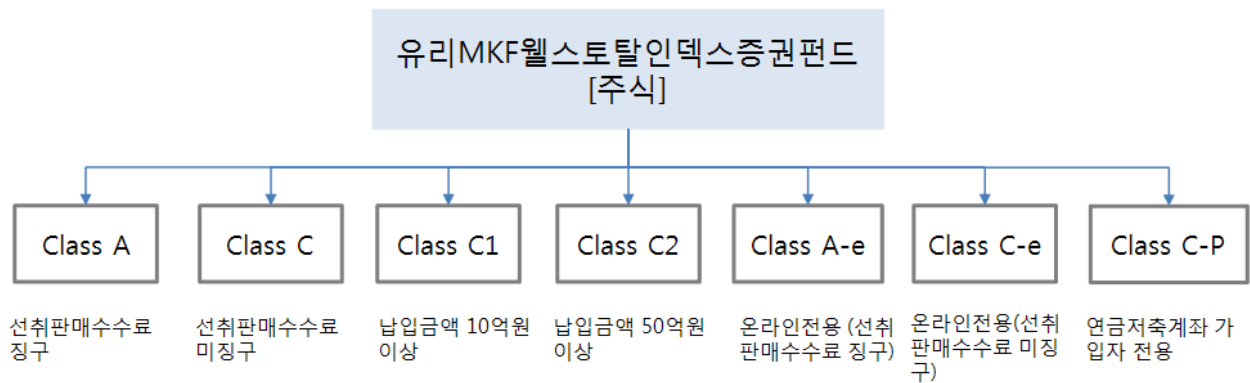 유리MKF웰스토탈인덱스증권펀드
[주식]
Class A
Class C
Class C1
Class C2
Class A-e
Class C-e
Class C-P
선취판매수수료
징구
선취판매수수료
미징구
납입금액 10억원
이상
납입금액 50억원
이상
온라인전용 (선취
판매수수료 징구)
온라인전용(선취
판매수수료 미징
구)
연금저축계좌 가
입자 전용